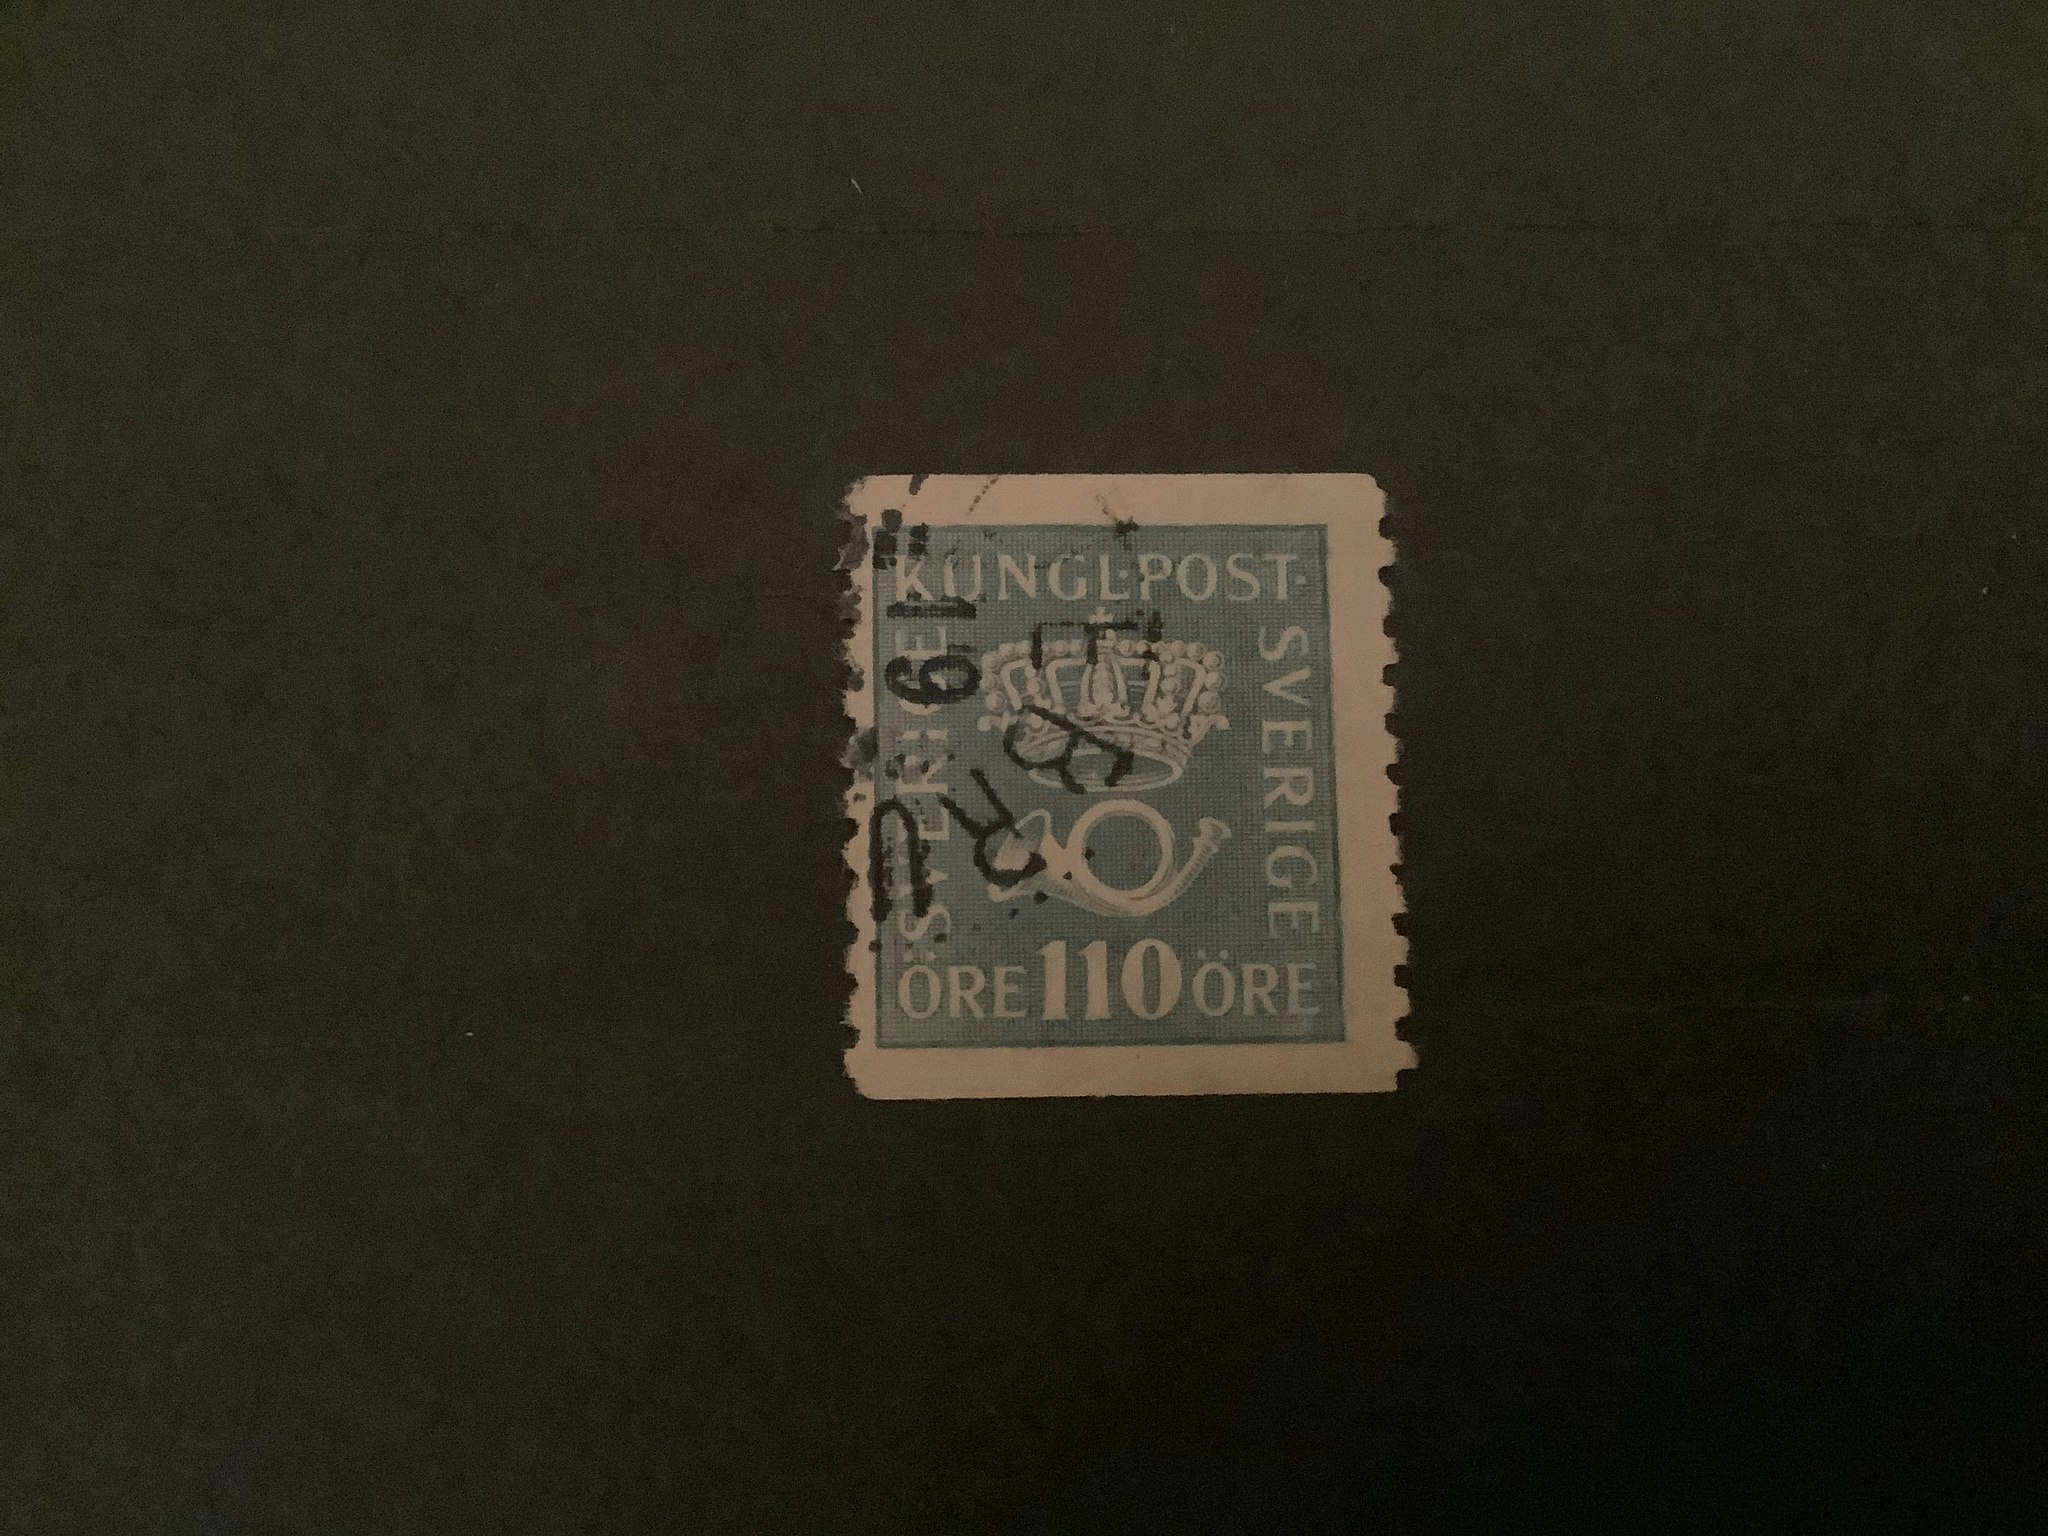 KUNGL·POST·
SVERIGE
SVERIGE
ÖRE 110 ÖRE